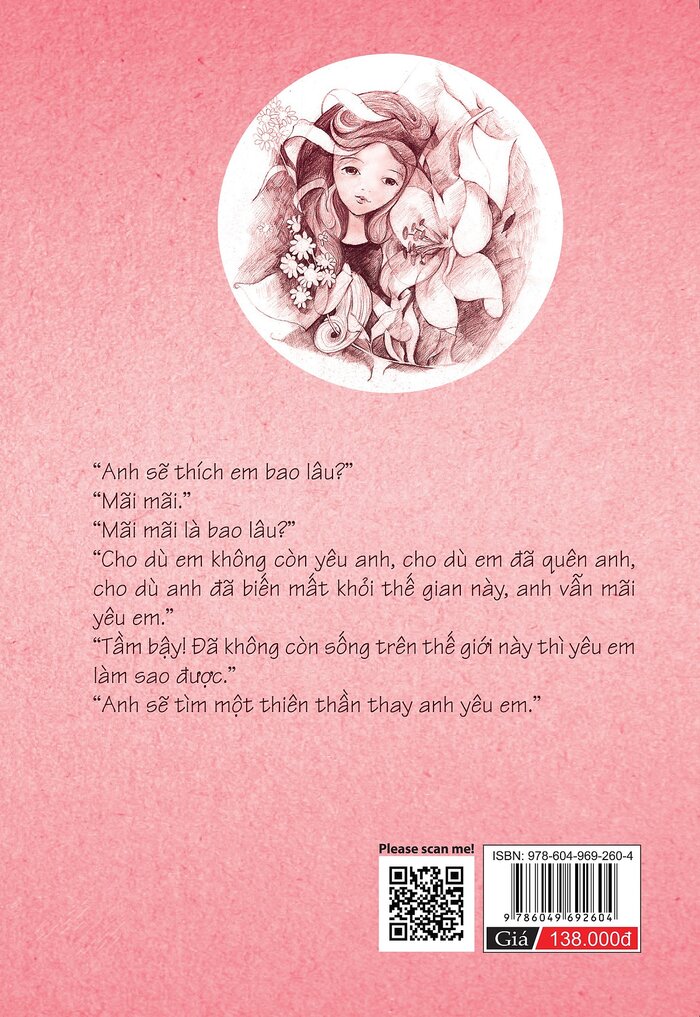 “Anh sẽ thích em bao lâu?”
“Mãi mãi.”
“Mãi mãi là bao lâu?”
“Cho dù em không còn yêu anh, cho dù em đã quên anh,
cho dù anh đã biến mất khỏi thế gian này, anh vẫn mãi
yêu em.”
“Tầm bậy! Đã không còn sống trên thế giới này thì yêu em
làm sao được.”
“Anh sẽ tìm một thiên thần thay anh yêu em.”
Please scan me!
ISBN: 978-604-969-260-4
9 786049 692604
Giá 138.000đ